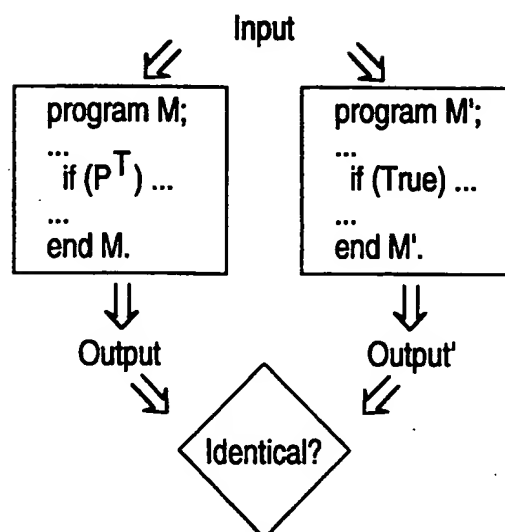 Input
program M;
...
if (P^T) ...
...
end M.
program M';
...
if (True) ...
...
end M'.
Output
Output'
Identical?